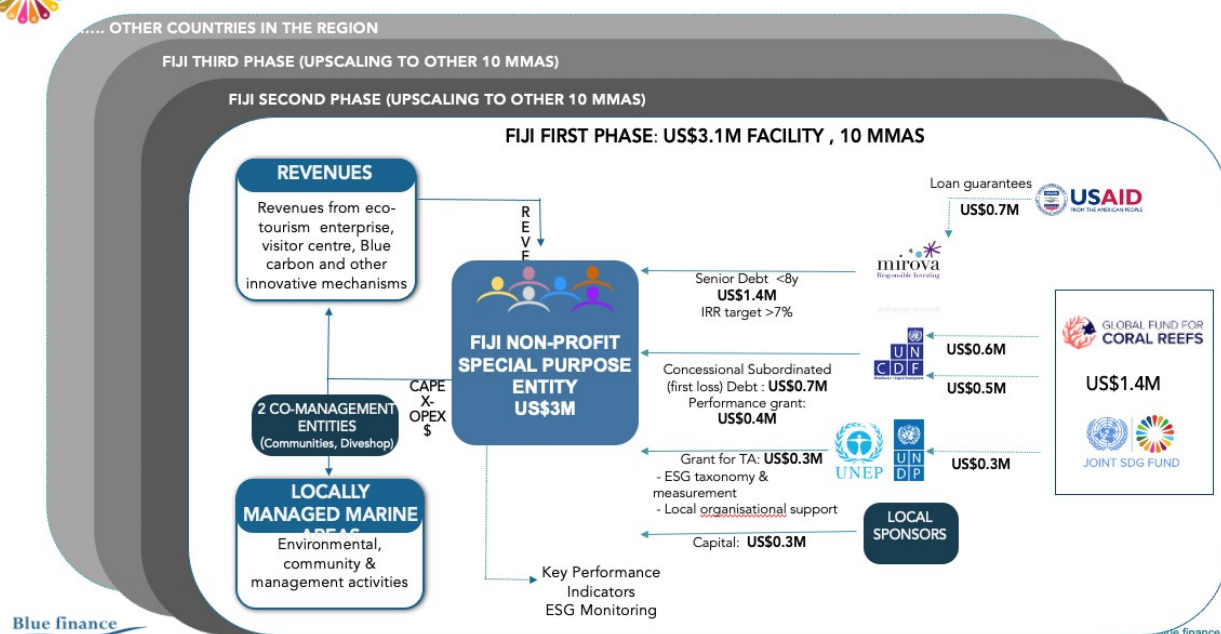 ..... OTHER COUNTRIES IN THE REGION
FIJI THIRD PHASE (UPSCALING TO OTHER 10 MMAS)
FIJI SECOND PHASE (UPSCALING TO OTHER 10 MMAS)
FIJI FIRST PHASE: US$3.1M FACILITY , 10 MMAS
REVENUES
Revenues from eco-
tourism enterprise,
visitor centre, Blue
carbon and other
innovative mechanisms
R
E
V
E
FIJI NON-PROFIT
SPECIAL PURPOSE
ENTITY
US$3M
CAPE
X-
OPEX
$
2 CO-MANAGEMENT
ENTITIES
(Communities, Diveshop)
LOCALLY
MANAGED MARINE
AREAS
Environmental,
community &
management activities
Loan guarantees
US$0.7M
USAID
FROM THE AMERICAN PEOPLE
mirova
Responsible Investing
Senior Debt <8y
US$1.4M
IRR target >7%
UN
CDF
Concessional Subordinated
(first loss) Debt : US$0.7M
Performance grant:
US$0.4M
US$0.6M
US$0.5M
GLOBAL FUND FOR
CORAL REEFS
US$1.4M
JOINT SDG FUND
Grant for TA: US$0.3M
- ESG taxonomy &
measurement
- Local organisational support
UNEP
UN
DP
US$0.3M
LOCAL
SPONSORS
Capital: US$0.3M
Key Performance
Indicators
ESG Monitoring
Blue finance